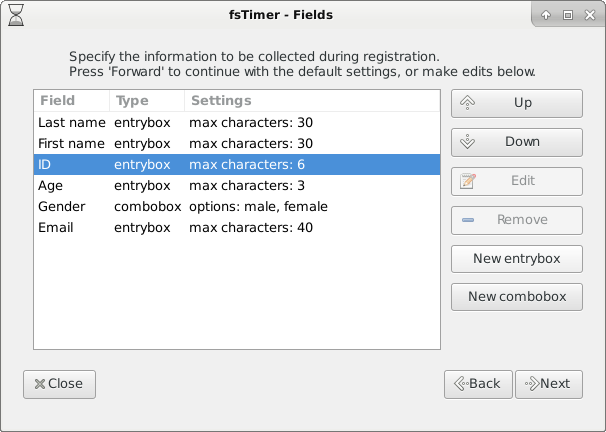 fsTimer - Fields
Specify the information to be collected during registration.
Press 'Forward' to continue with the default settings, or make edits below.
Field Type Settings
Last name entrybox max characters: 30
First name entrybox max characters: 30
ID entrybox max characters: 6
Age entrybox max characters: 3
Gender combobox options: male, female
Email entrybox max characters: 40
Up
Down
Edit
Remove
New entrybox
New combobox
Close
Back
Next